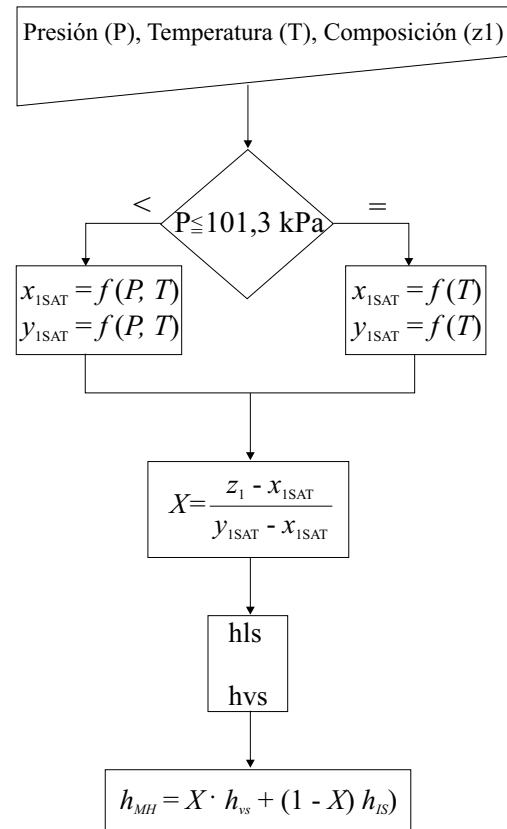 Presión (P), Temperatura (T), Composición (z1)
< P≦101,3 kPa =
x1SAT = f (P, T)
y1SAT = f (P, T)
x1SAT = f (T)
y1SAT = f (T)
X= z1 - x1SAT
y1SAT - x1SAT
hls
hvs
hMH = X· hvs + (1 - X) hIS)